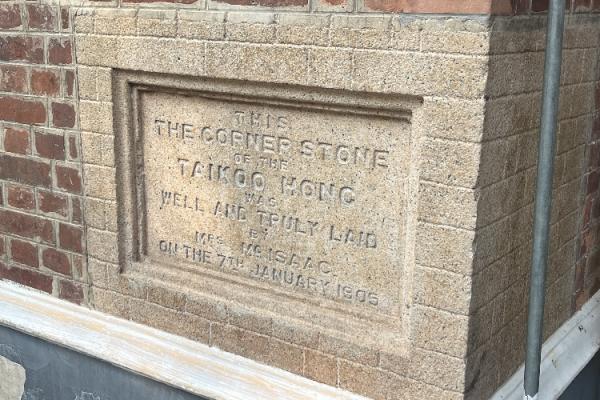 THIS
THE CORNER STONE
OF THE
TAIKOO HONG
WAS
WELL AND TRULY LAID
BY
MRS. MCISAAC
ON THE 7TH JANUARY 1905